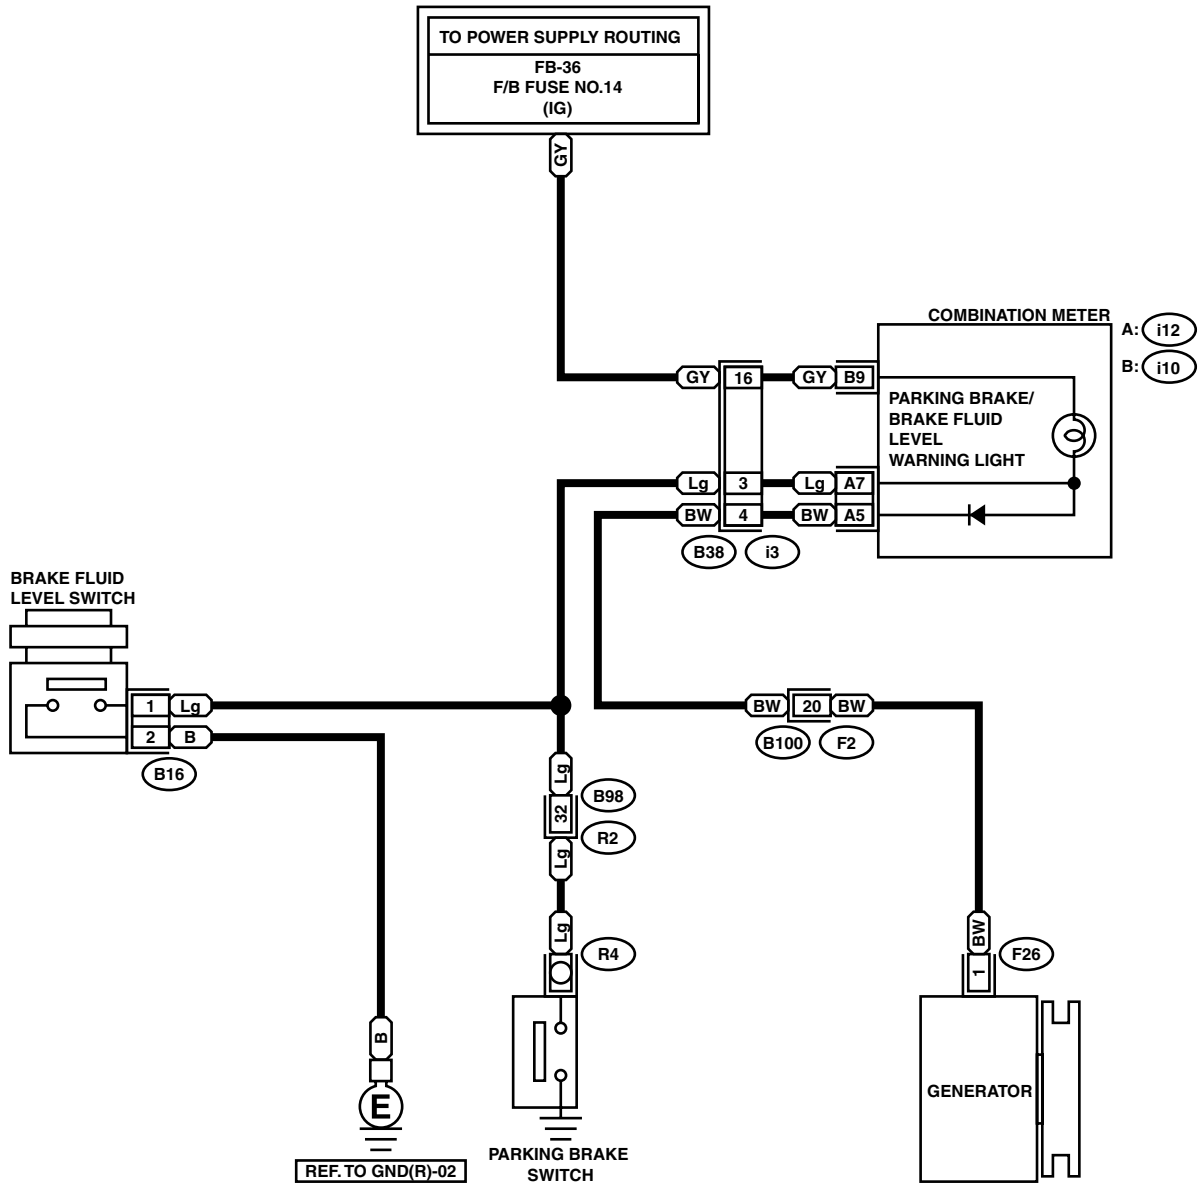 TO POWER SUPPLY ROUTING
FB-36
F/B FUSE NO.14
(IG)
GY
COMBINATION METER
A: i12
B: i10
GY 16 GY B9
PARKING BRAKE/
BRAKE FLUID
LEVEL
WARNING LIGHT
Lg 3 Lg A7
BW 4 BW A5
B38 i3
BRAKE FLUID
LEVEL SWITCH
1 Lg
2 B
B16
BW 20 BW
B100 F2
Lg
32
Lg
B98
R2
Lg
R4
BW
1
F26
B
E
REF. TO GND(R)-02
PARKING BRAKE
SWITCH
GENERATOR